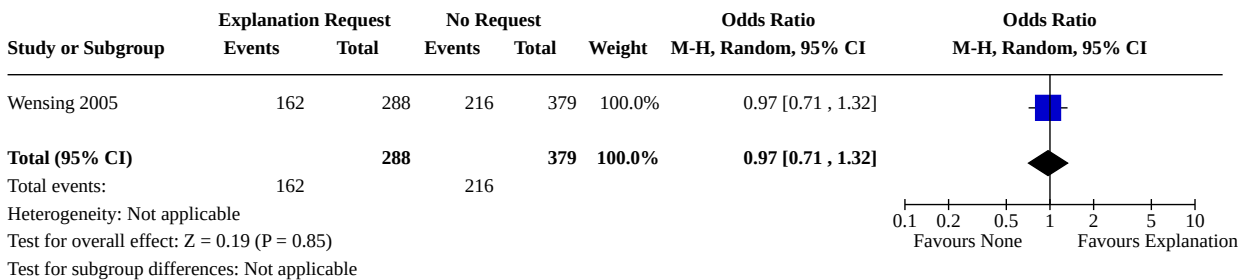 Explanation Request No Request Odds Ratio Odds Ratio
Study or Subgroup Events Total Events Total Weight M-H, Random, 95% CI M-H, Random, 95% CI
Wensing 2005 162 288 216 379 100.0% 0.97 [0.71 , 1.32]
Total (95% CI) 288 379 100.0% 0.97 [0.71 , 1.32]
Total events: 162 216
Heterogeneity: Not applicable
0.1 0.2 0.5 1 2 5 10
Test for overall effect: Z = 0.19 (P = 0.85) Favours None Favours Explanation
Test for subgroup differences: Not applicable